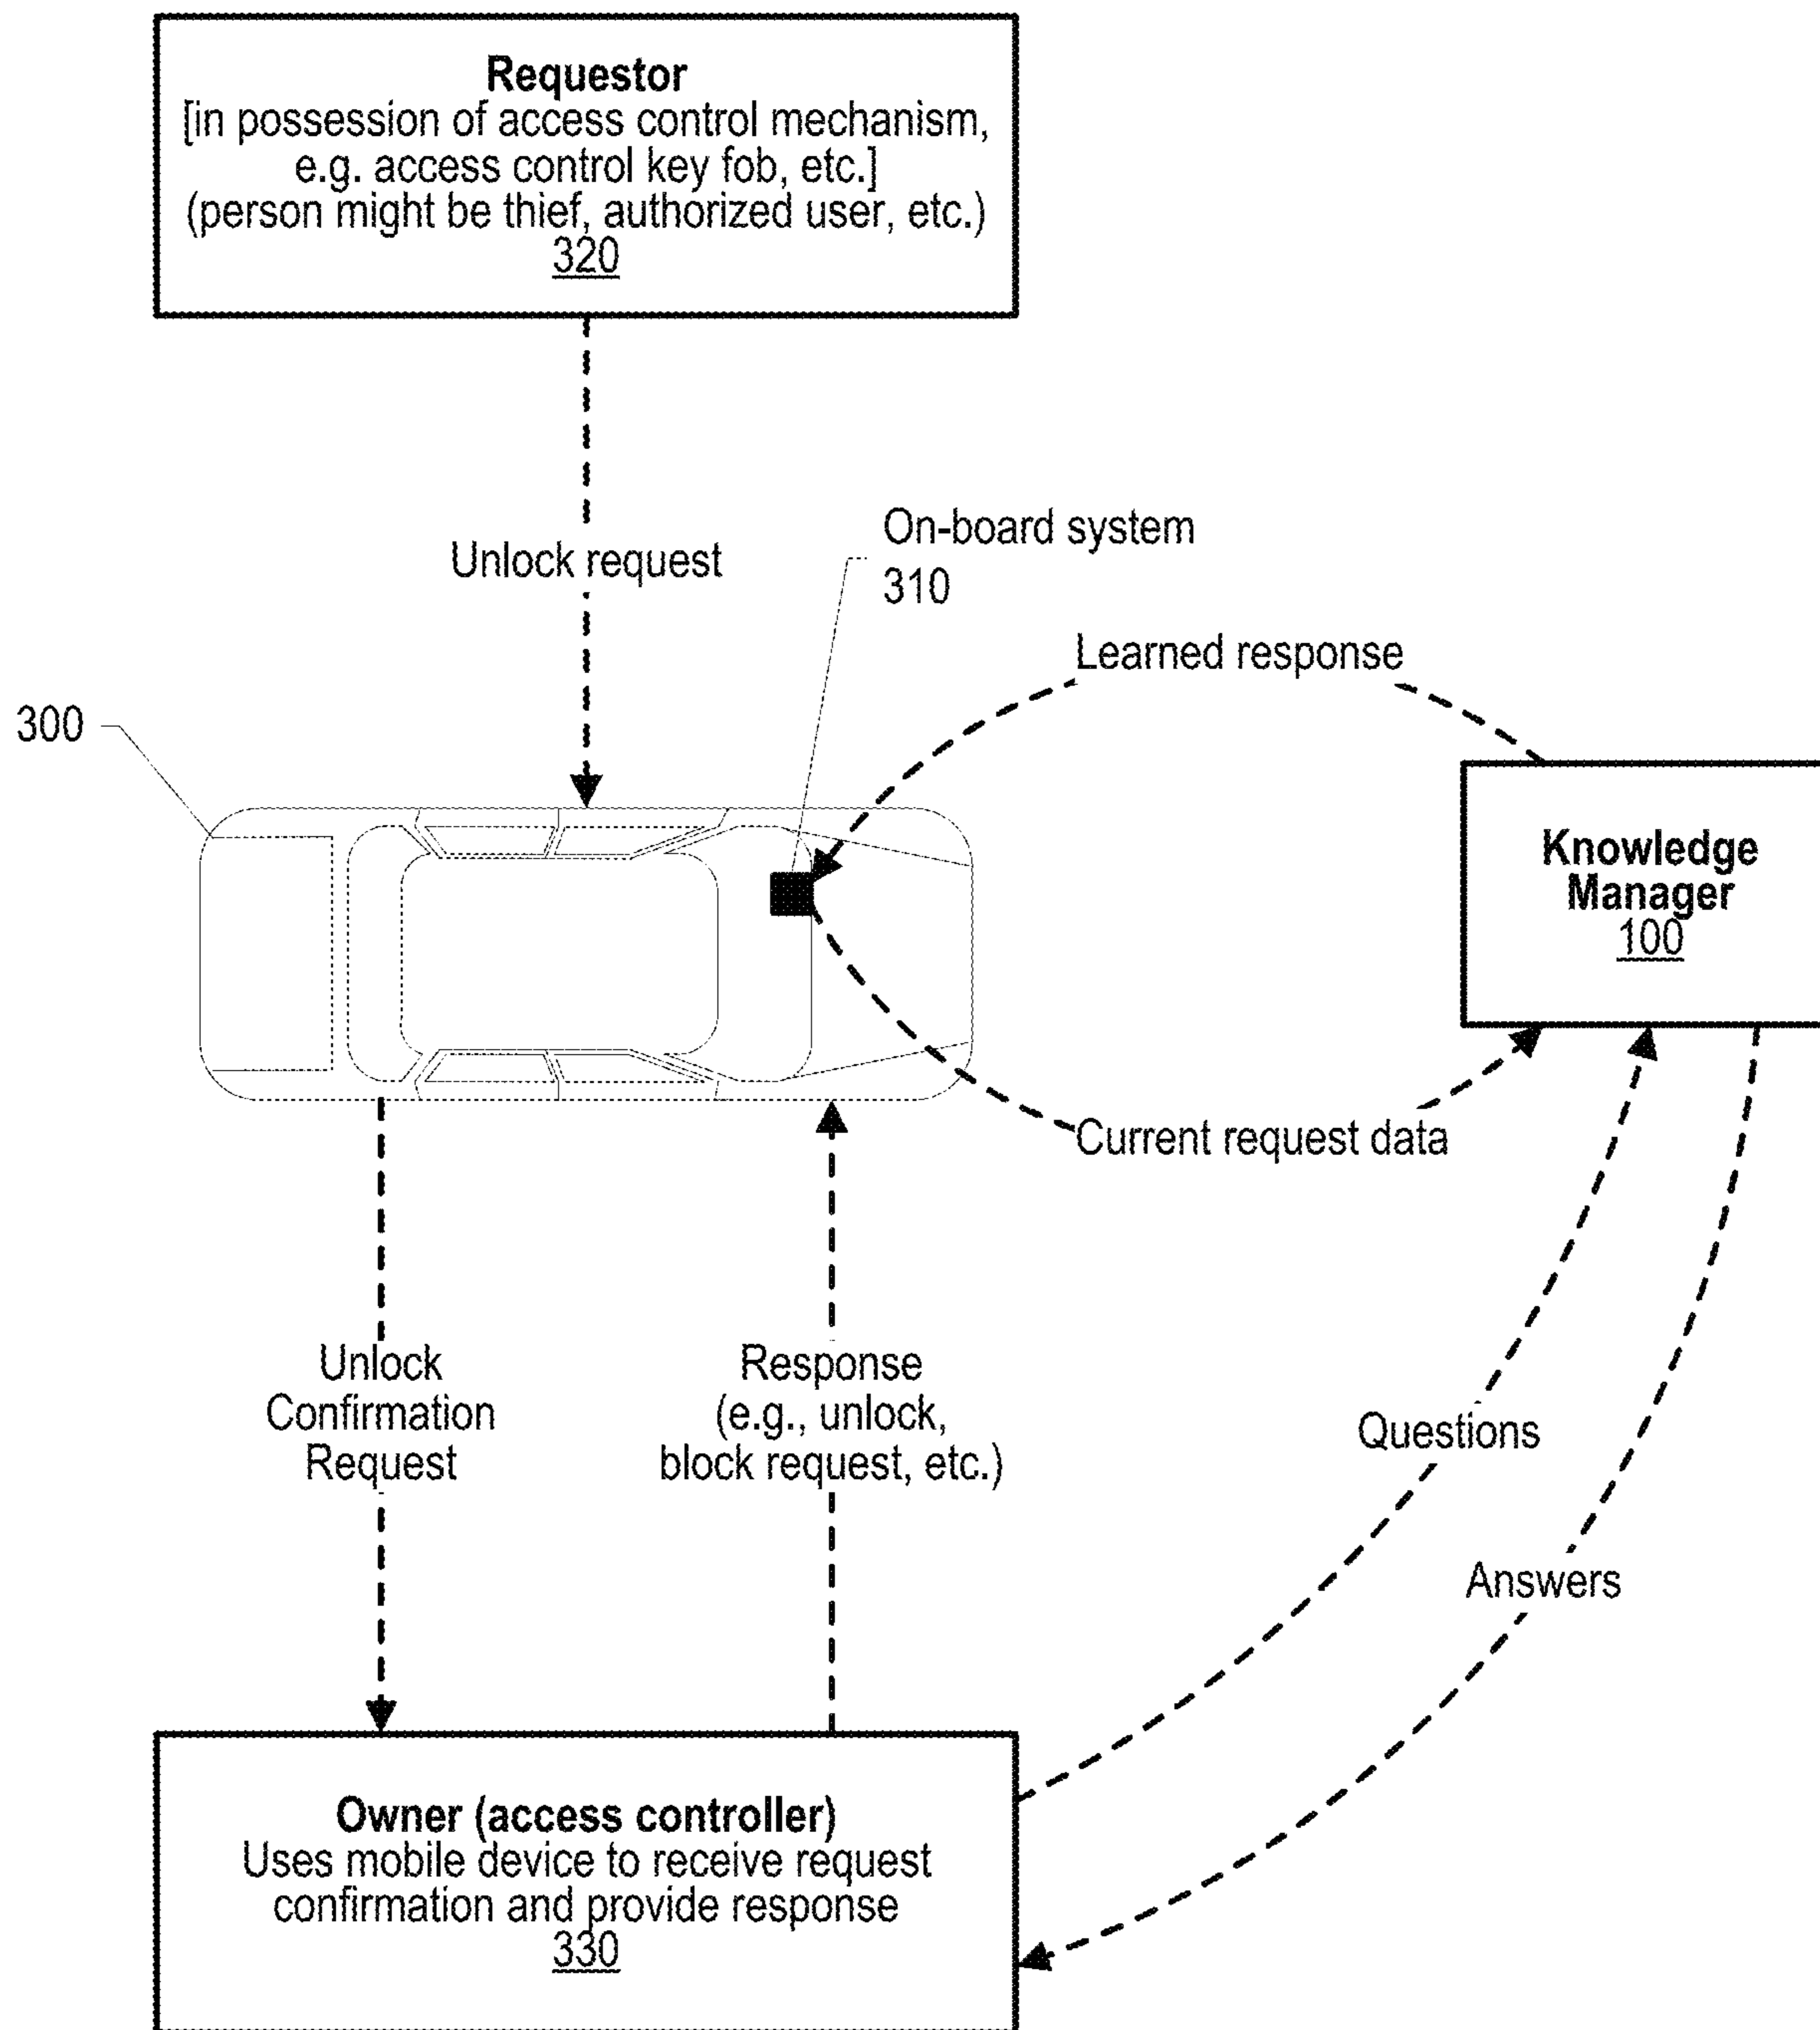 Requestor
[in possession of access control mechanism,
e.g. access control key fob, etc.]
(person might be thief, authorized user, etc.)
320
Unlock request
On-board system
310
Learned response
300
Knowledge
Manager
100
Current request data
Unlock
Confirmation
Request
Response
(e.g., unlock,
block request, etc.)
Questions
Answers
Owner (access controller)
Uses mobile device to receive request
confirmation and provide response
330